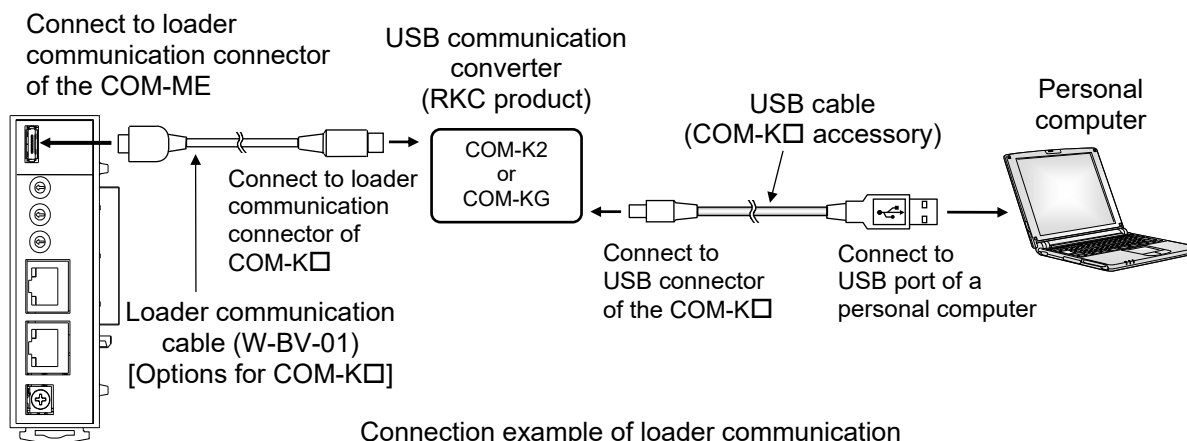 Connect to loader
communication connector
of the COM-ME
USB communication
converter
(RKC product)
COM-K2
or
COM-KG
USB cable
(COM-K□ accessory)
Personal
computer
Connect to loader
communication
connector of
COM-K□
Connect to
USB connector
of the COM-K□
Connect to
USB port of a
personal computer
Loader communication
cable (W-BV-01)
[Options for COM-K□]
Connection example of loader communication